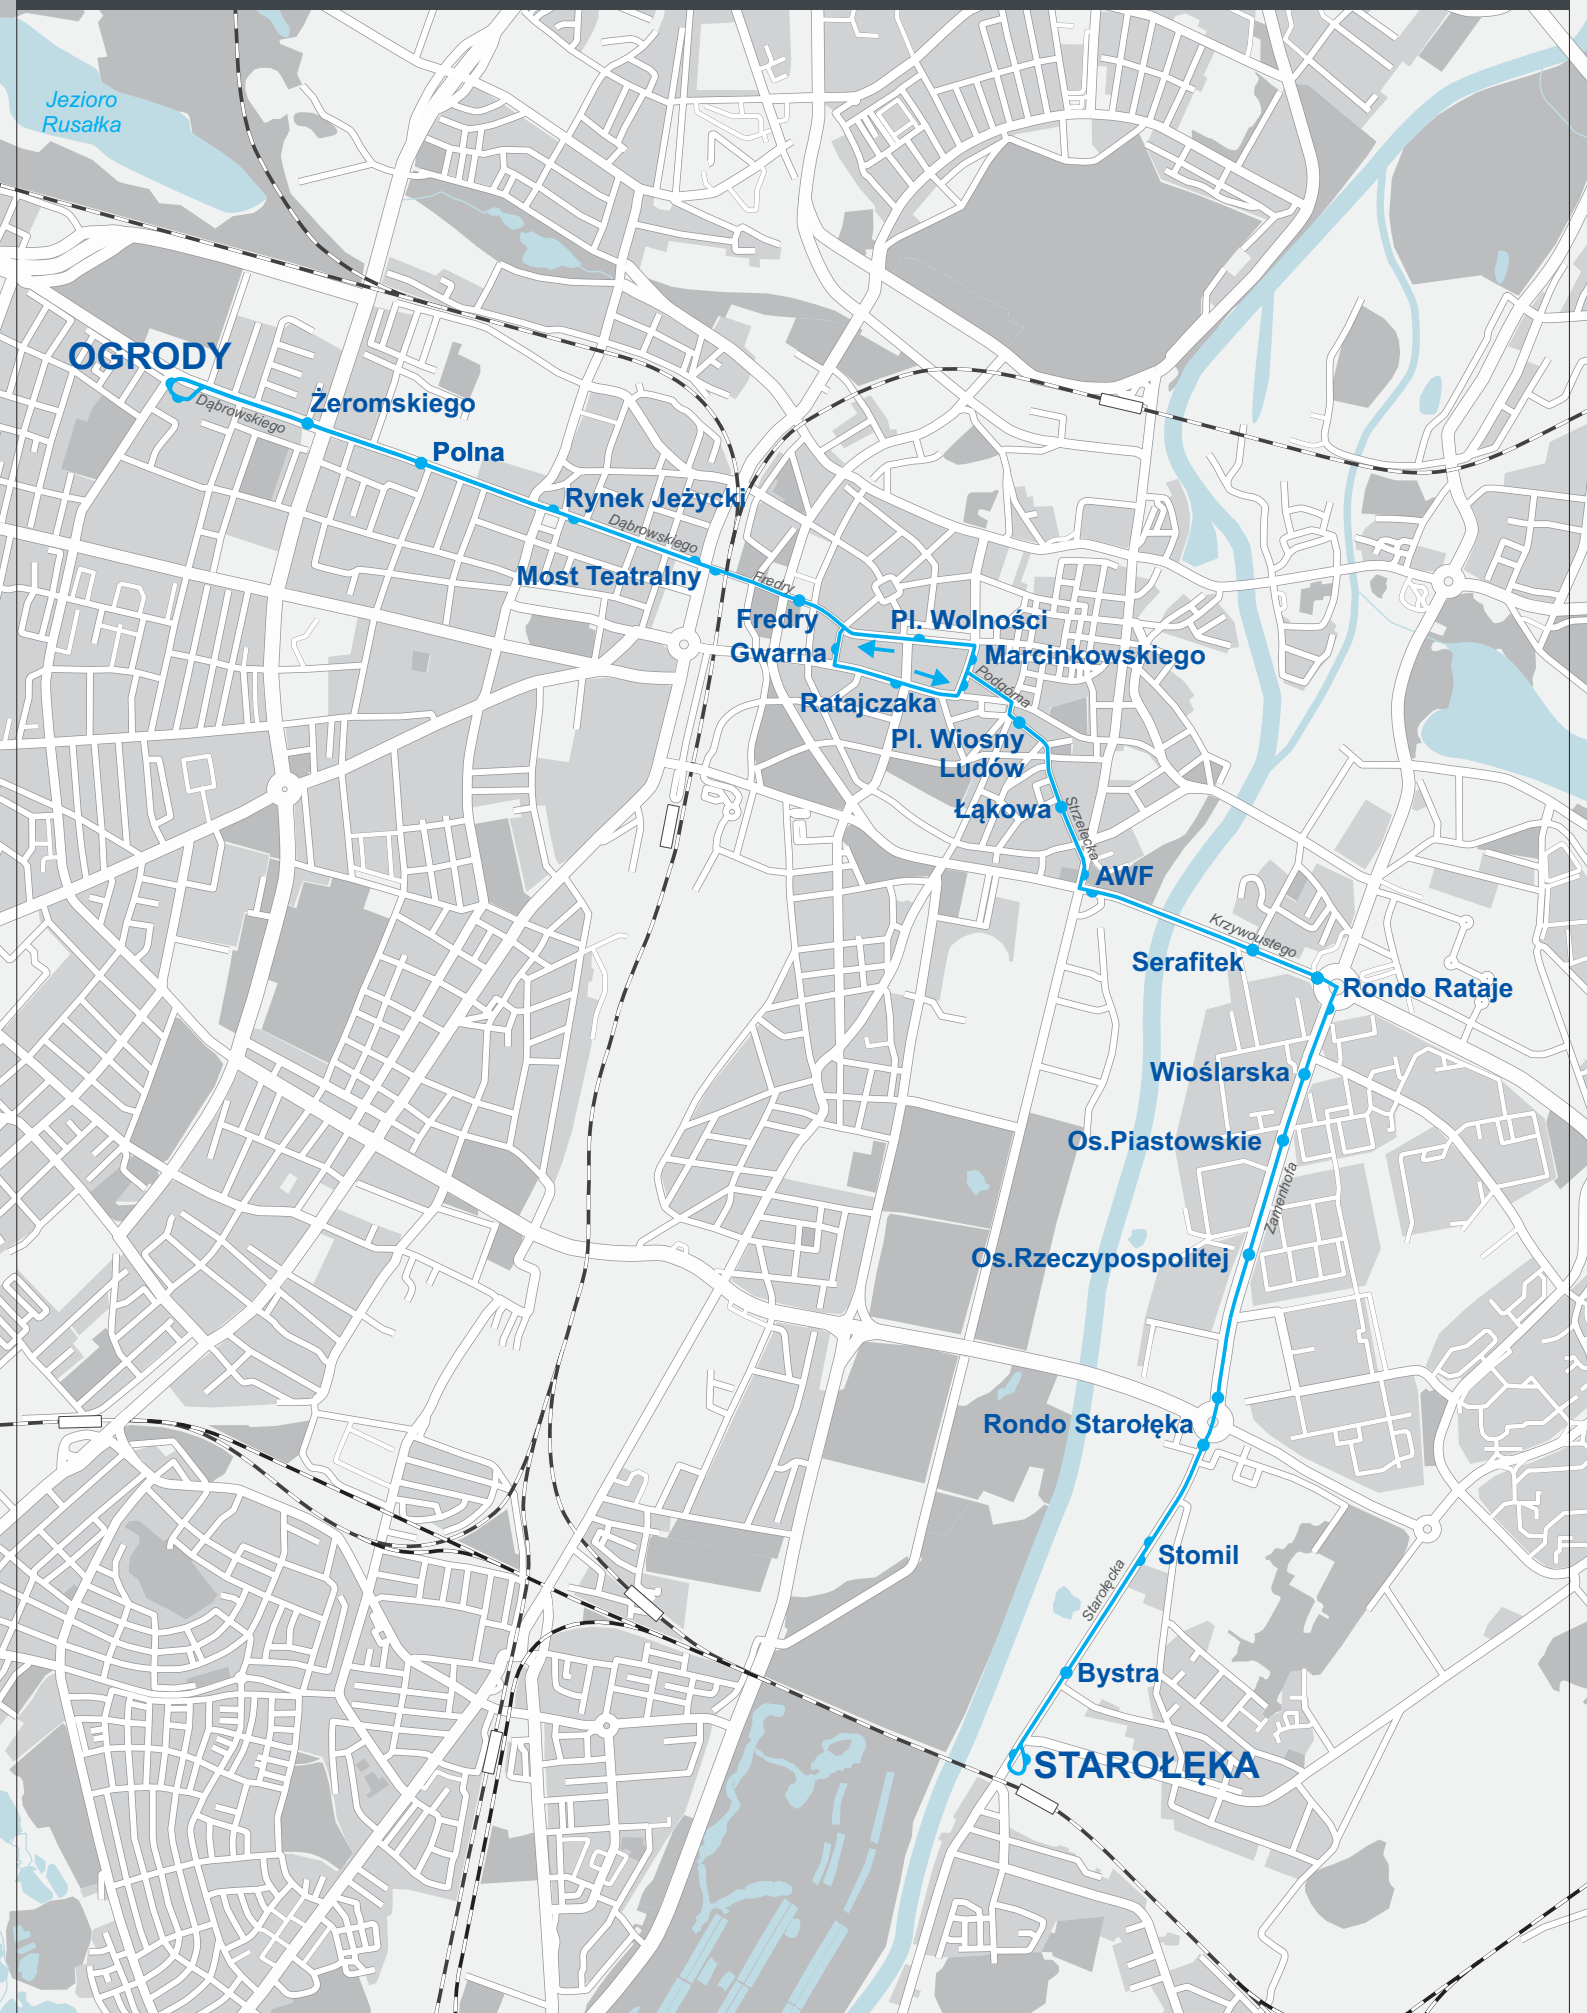 Jezioro
Rusałka
OGRODY
Dąbrowskiego
Żeromskiego
Polna
Rynek Jeżycki
Dąbrowskiego
Most Teatralny
Fredry
Fredry
Pl. Wolności
Gwarna
Marcinkowskiego
Podgórna
Ratajczaka
Pl. Wiosny
Ludów
Łąkowa
Strzelecka
AWF
Krzywoustego
Serafitek
Rondo Rataje
Wioślarska
Os.Piastowskie
Zamenhofa
Os.Rzeczypospolitej
Rondo Starołęka
Stomil
Starołęcka
Bystra
STAROŁĘKA